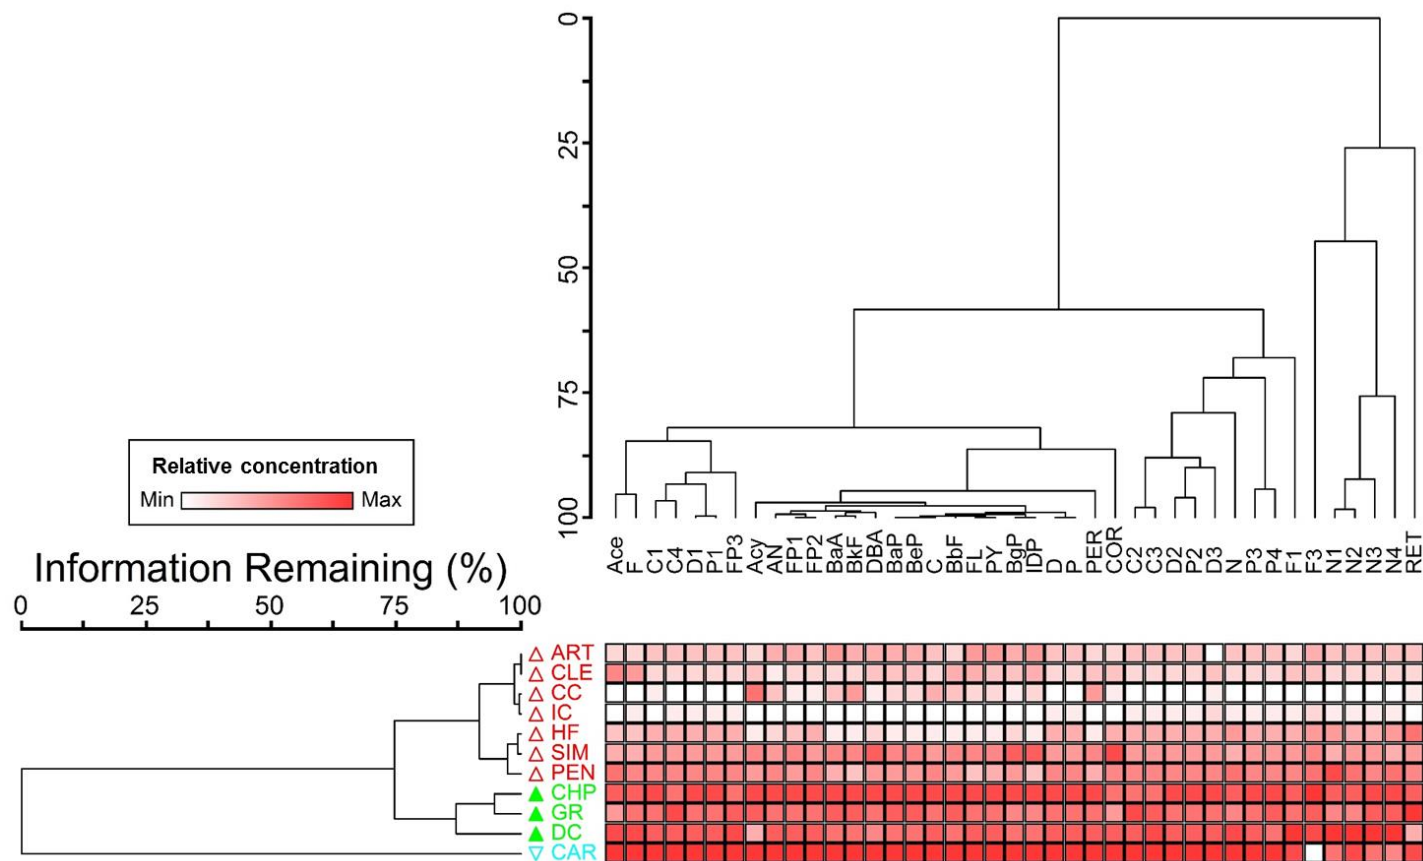 0
25
50
75
100
Relative concentration
Min Max
Information Remaining (%)
0 25 50 75 100
Ace F C1 C4 D1 P1 FP3 Acy AN FP1 FP2 BaA BkF DBA BaP BeP C BbF FL PY BgP IDP D P PER COR C2 C3 D2 P2 D3 N P3 P4 F1 F3 N1 N2 N3 N4 RET
ART
CLE
CC
IC
HF
SIM
PEN
CHP
GR
DC
CAR